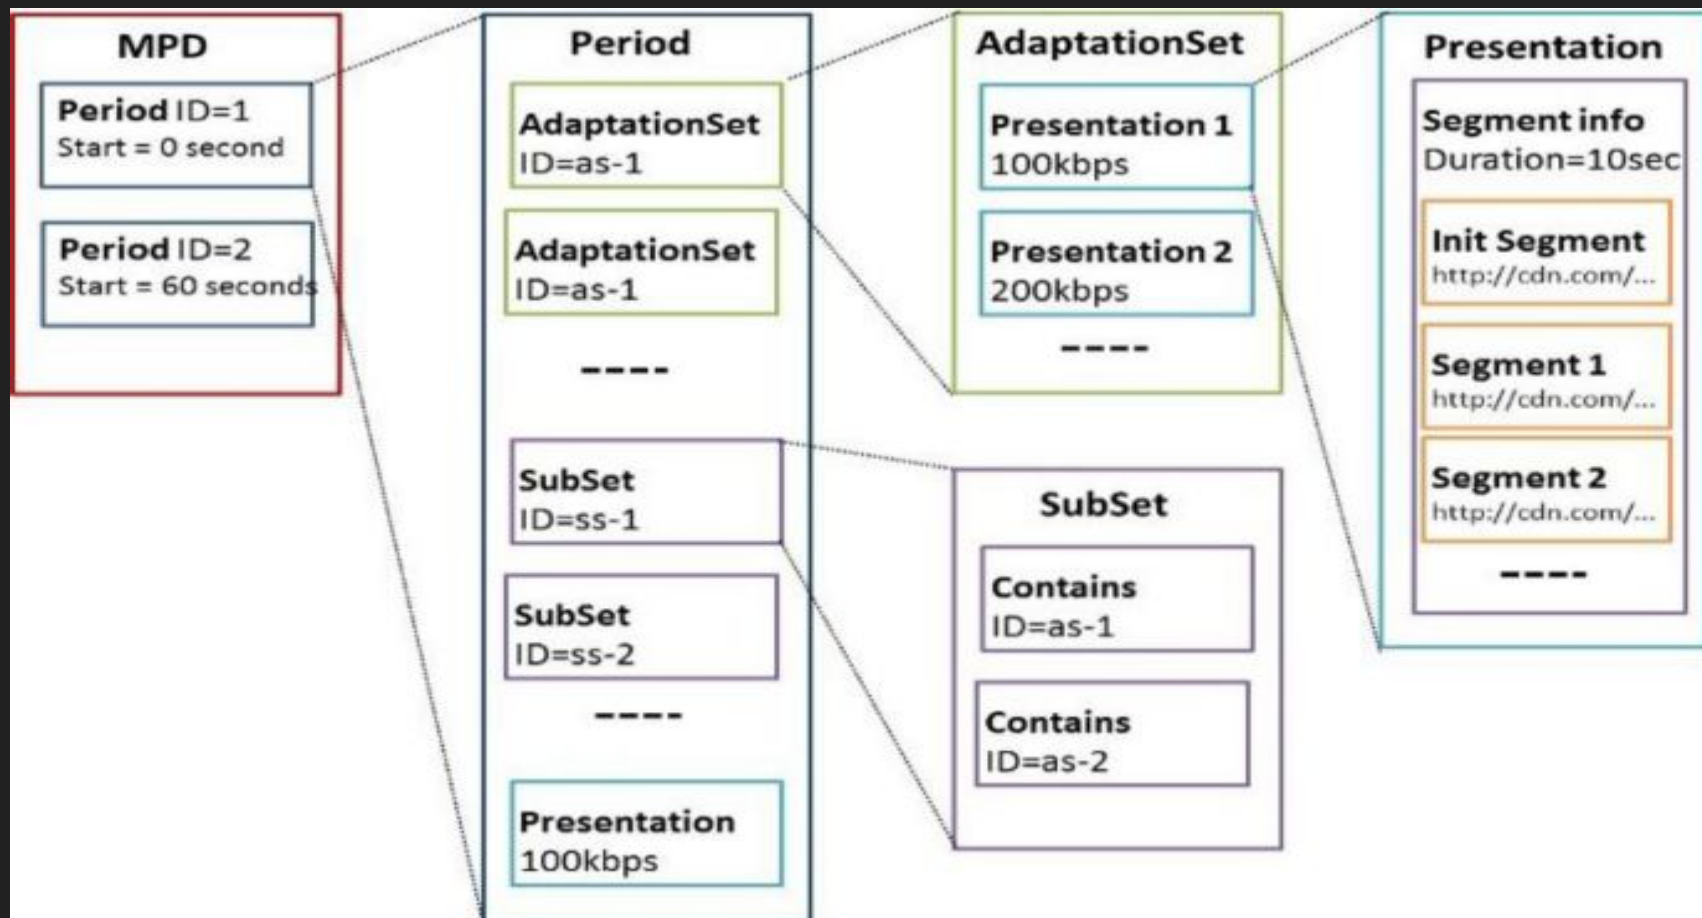 MPD
Period ID=1
Start = 0 second
Period ID=2
Start = 60 seconds
Period
AdaptationSet
ID=as-1
AdaptationSet
ID=as-1
----
SubSet
ID=ss-1
SubSet
ID=ss-2
----
Presentation
100kbps
AdaptationSet
Presentation 1
100kbps
Presentation 2
200kbps
----
SubSet
Contains
ID=as-1
Contains
ID=as-2
Presentation
Segment info
Duration=10sec
Init Segment
http://cdn.com/...
Segment 1
http://cdn.com/...
Segment 2
http://cdn.com/...
----